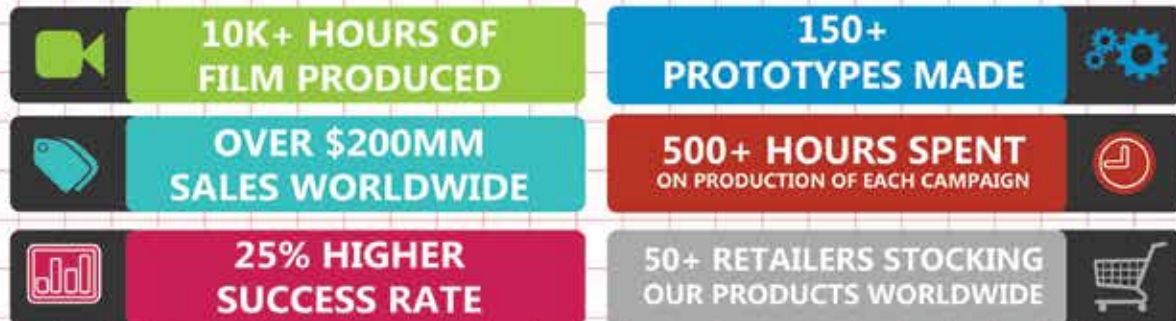 10K+ HOURS OF
FILM PRODUCED
150+
PROTOTYPES MADE
OVER $200MM
SALES WORLDWIDE
500+ HOURS SPENT
ON PRODUCTION OF EACH CAMPAIGN
25% HIGHER
SUCCESS RATE
50+ RETAILERS STOCKING
OUR PRODUCTS WORLDWIDE